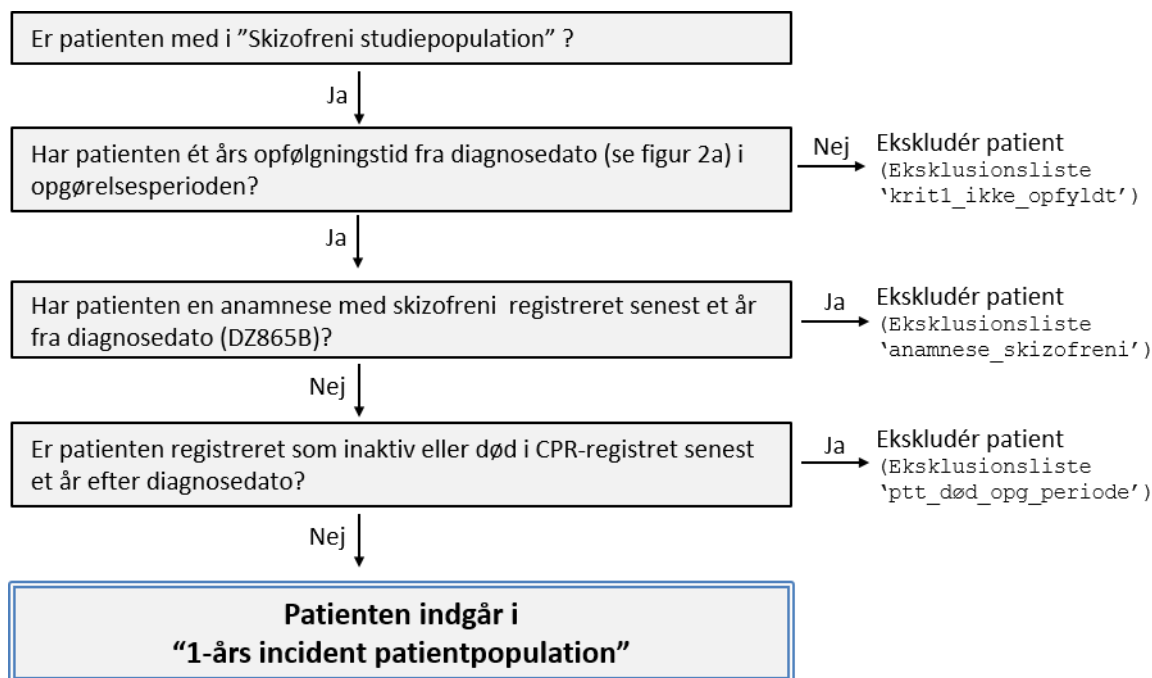 Er patienten med i ”Skizofreni studiepopulation” ?
Ja
Har patienten ét års opfølgningstid fra diagnosedato (se figur 2a) i
opgørelsesperioden?
Nej
Ekskludér patient
(Eksklusionsliste
‘krit1_ikke_opfyldt’)
Ja
Har patienten en anamnese med skizofreni registreret senest et år
fra diagnosedato (DZ865B)?
Ja
Ekskludér patient
(Eksklusionsliste
‘anamnese_skizofreni’)
Nej
Er patienten registreret som inaktiv eller død i CPR-registret senest
et år efter diagnosedato?
Ja
Ekskludér patient
(Eksklusionsliste
‘ptt_død_opg_periode’)
Nej
Patienten indgår i
“1-års incident patientpopulation”